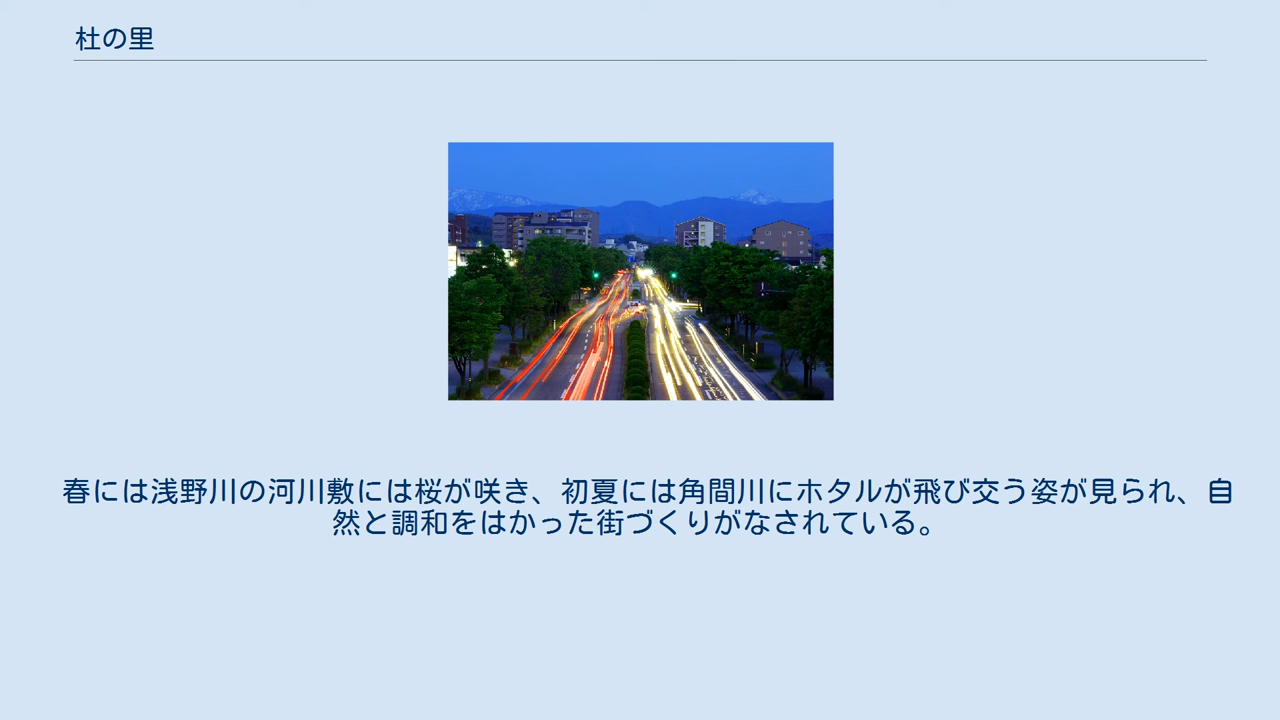 杜の里
春には浅野川の河川敷には桜が咲き、初夏には角間川にホタルが飛び交う姿が見られ、自
然と調和をはかった街づくりがなされている。